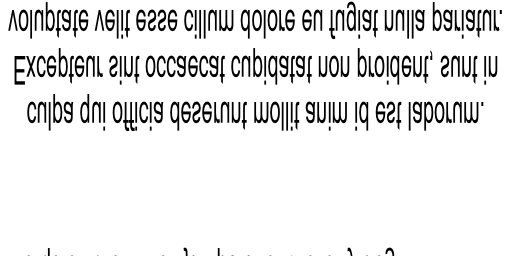 voluptate velit esse cillum dolore eu fugiat nulla pariatur.
Excepteur sint occaecat cupidatat non proident, sunt in
culpa qui officia deserunt mollit anim id est laborum.